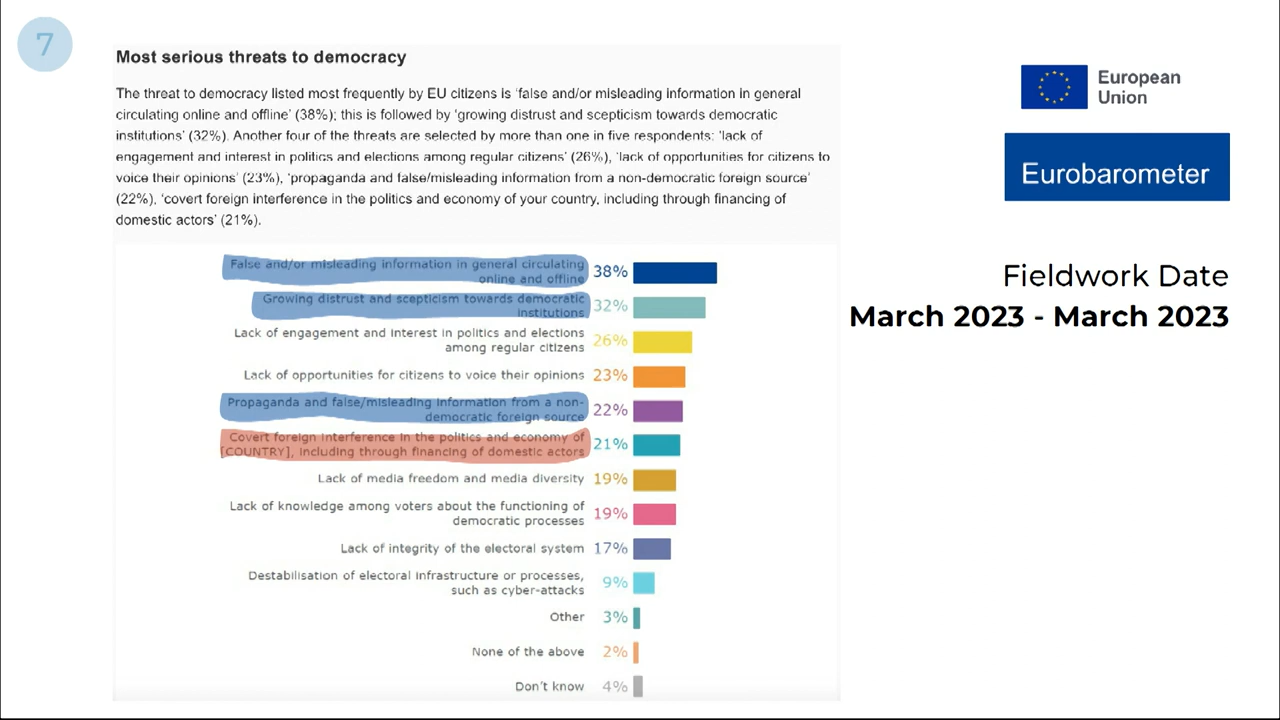 7
Most serious threats to democracy
The threat to democracy listed most frequently by EU citizens is 'false and/or misleading information in general
circulating online and offline' (38%); this is followed by 'growing distrust and scepticism towards democratic
institutions' (32%). Another four of the threats are selected by more than one in five respondents: 'lack of
engagement and interest in politics and elections among regular citizens' (26%), 'lack of opportunities for citizens to
voice their opinions' (23%), 'propaganda and false/misleading information from a non-democratic foreign source'
(22%), 'covert foreign interference in the politics and economy of your country, including through financing of
domestic actors' (21%).
False and/or misleading information in general circulating
online and offline
38%
Growing distrust and scepticism towards democratic
institutions
32%
Lack of engagement and interest in politics and elections
among regular citizens
26%
Lack of opportunities for citizens to voice their opinions 23%
Propaganda and false/misleading information from a non-
democratic foreign source
22%
Covert foreign interference in the politics and economy of
[COUNTRY], including through financing of domestic actors
21%
Lack of media freedom and media diversity 19%
Lack of knowledge among voters about the functioning of
democratic processes
19%
Lack of integrity of the electoral system 17%
Destabilisation of electoral infrastructure or processes,
such as cyber-attacks
9%
Other 3%
None of the above 2%
Don't know 4%
European
Union
Eurobarometer
Fieldwork Date
March 2023 - March 2023